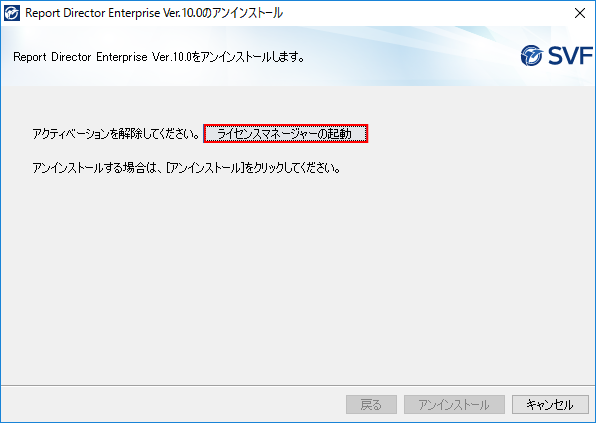 Report Director Enterprise Ver.10.0のアンインストール
Report Director Enterprise Ver.10.0をアンインストールします。
SVF
アクティベーションを解除してください。 ライセンスマネージャーの起動
アンインストールする場合は、[アンインストール]をクリックしてください。
戻る アンインストール キャンセル